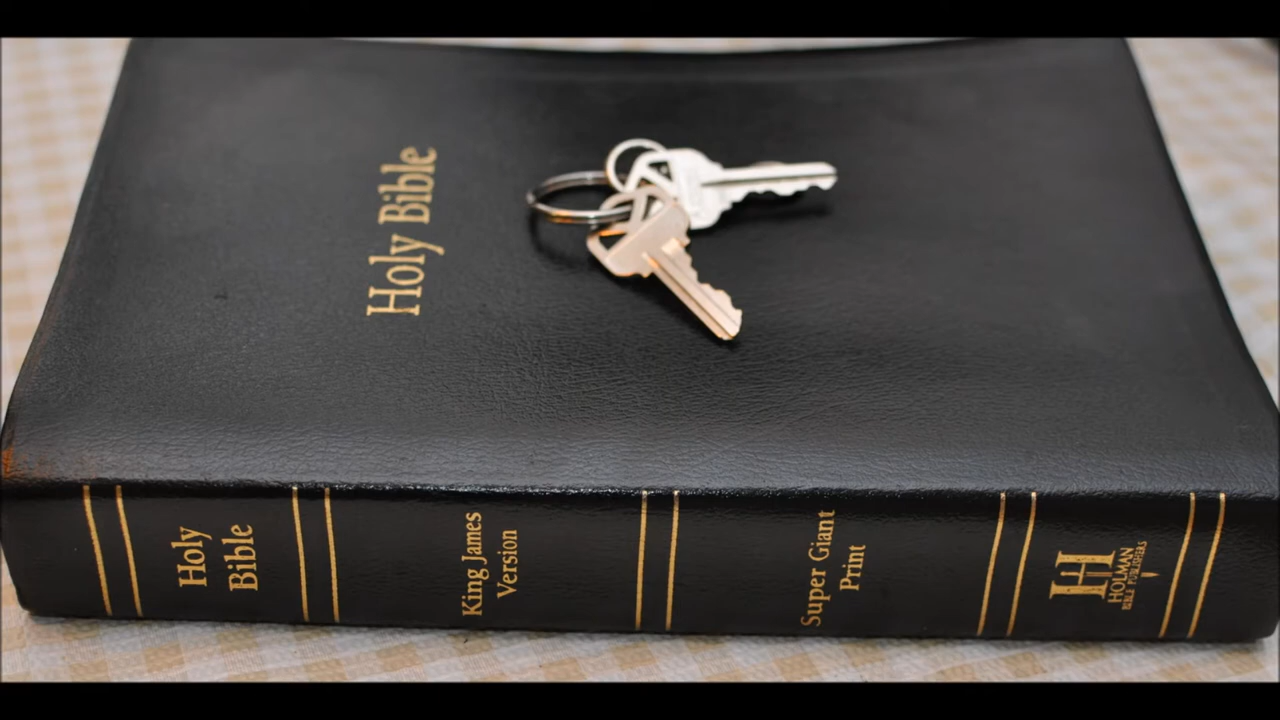 Holy Bible
Holy
Bible
King James
Version
Super Giant
Print
HOLMAN
BIBLE PUBLISHERS